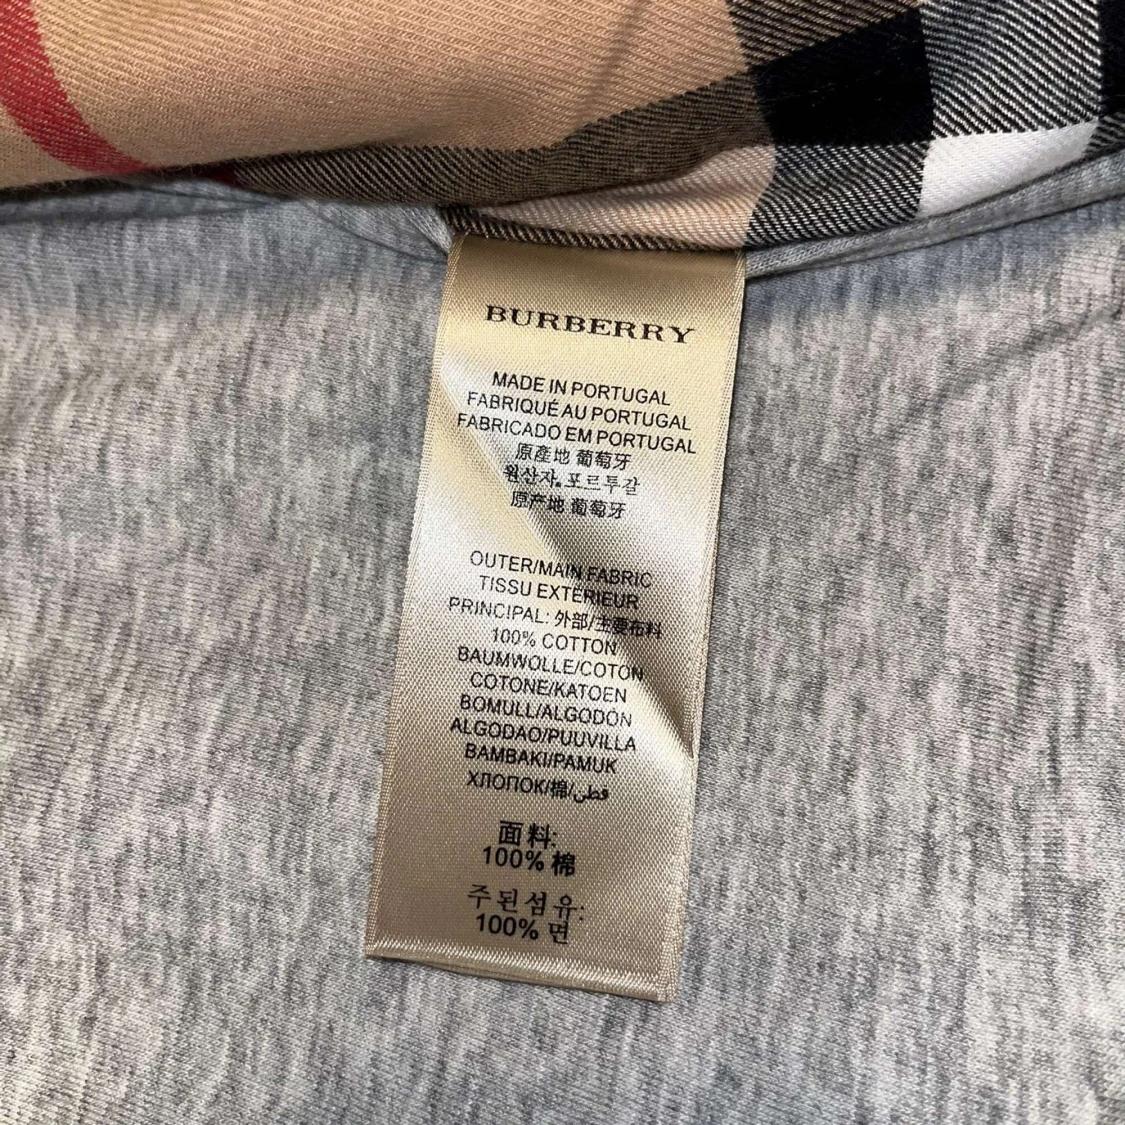 BURBERRY
MADE IN PORTUGAL
FABRIQUÉ AU PORTUGAL
FABRICADO EM PORTUGAL
原產地 葡萄牙
원산지. 포르투갈
原产地 葡萄牙
OUTER/MAIN FABRIC
TISSU EXTÉRIEUR
PRINCIPAL: 外部/主要布料
100% COTTON
BAUMWOLLE/COTON
COTONE/KATOEN
BOMULL/ALGODÓN
ALGODAO/PUUVILLA
BAMBAKI/PAMUK
ХЛОПОК/棉/قطن
面料:
100% 棉
주된섬유:
100% 면